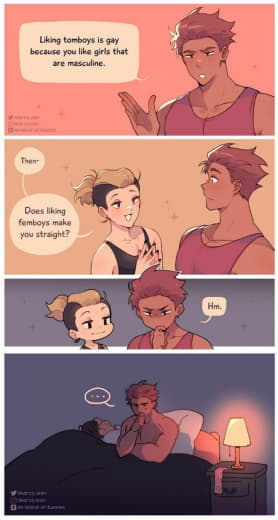 Liking tomboys is gay
because you like girls that
are masculine.
Then-
Does liking
femboys make
you straight?
Hm.
...